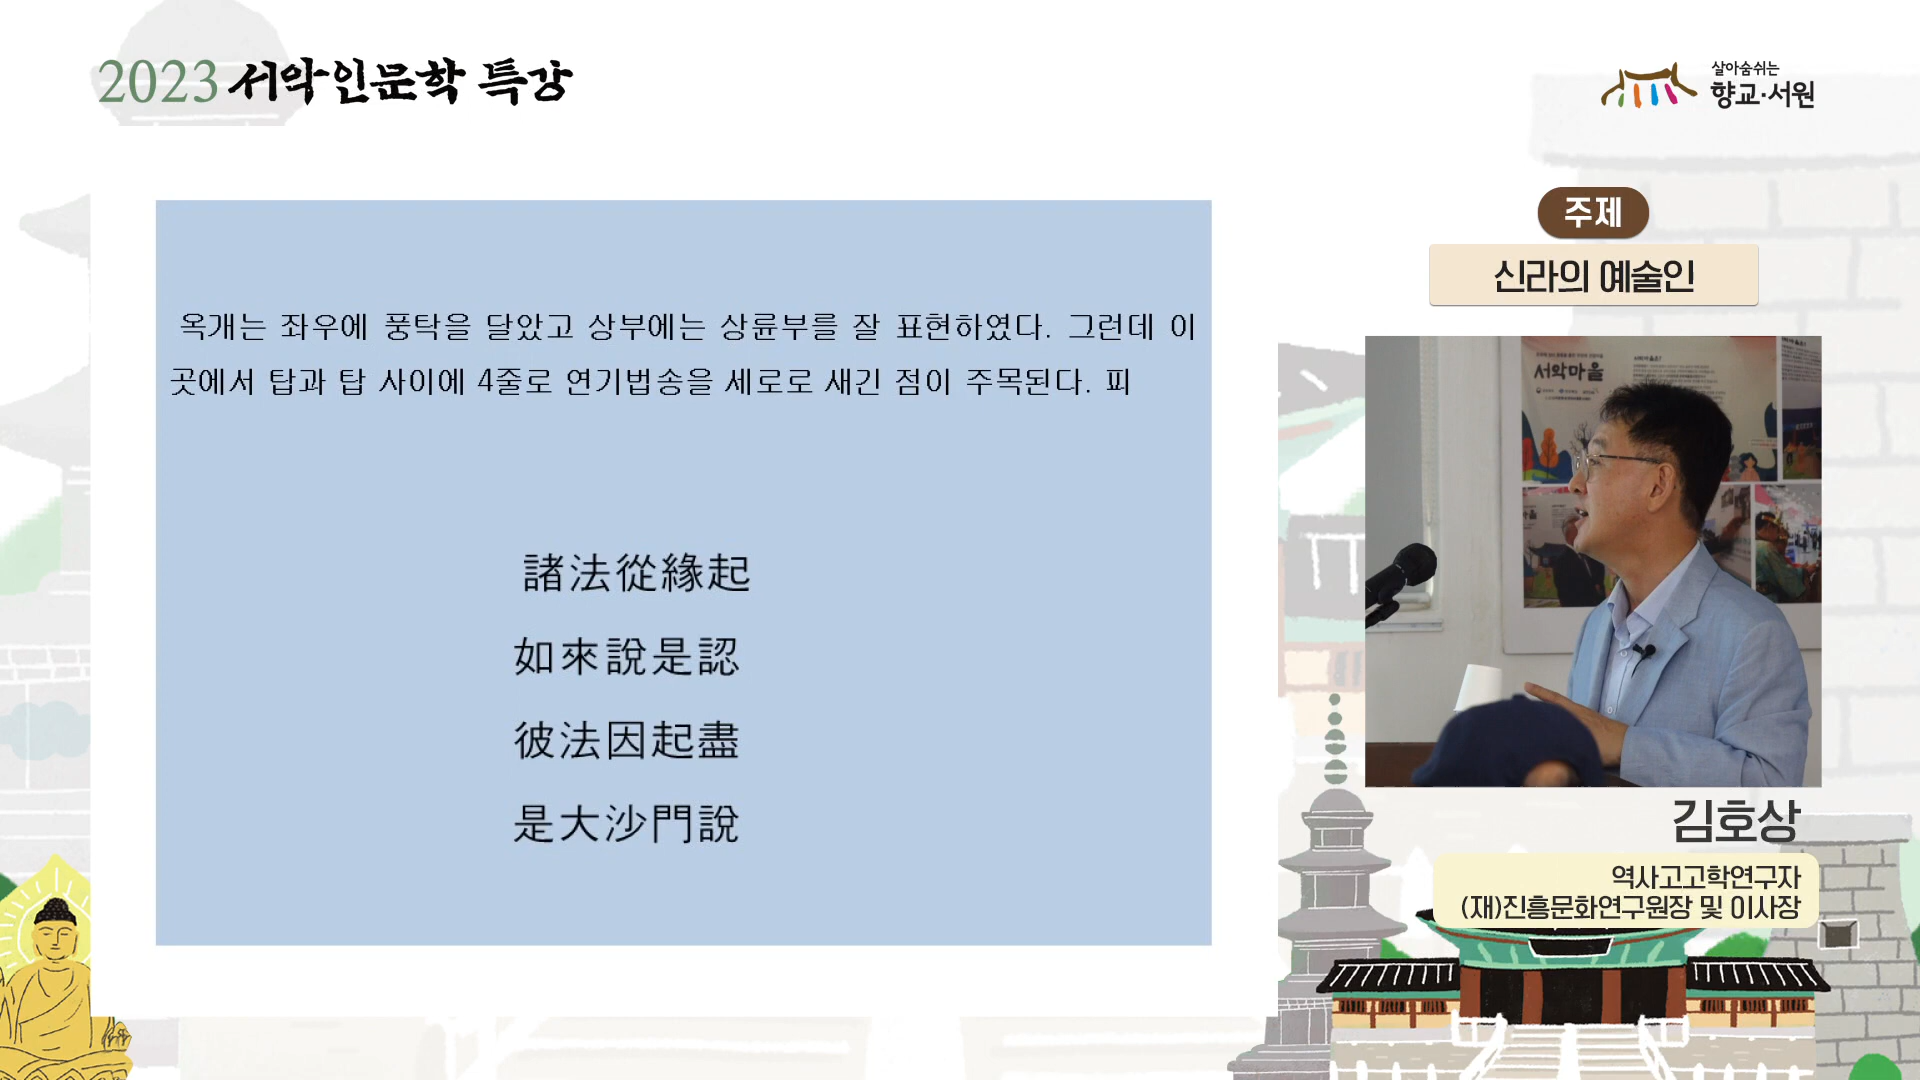 2023 서악인문학 특강
살아숨쉬는
향교·서원
옥개는 좌우에 풍탁을 달았고 상부에는 상륜부를 잘 표현하였다. 그런데 이
곳에서 탑과 탑 사이에 4줄로 연기법송을 세로로 새긴 점이 주목된다. 피
諸法從緣起
如來說是認
彼法因起盡
是大沙門說
주제
신라의 예술인
서악마을
김호상
역사고고학연구자
(재)진흥문화연구원장 및 이사장